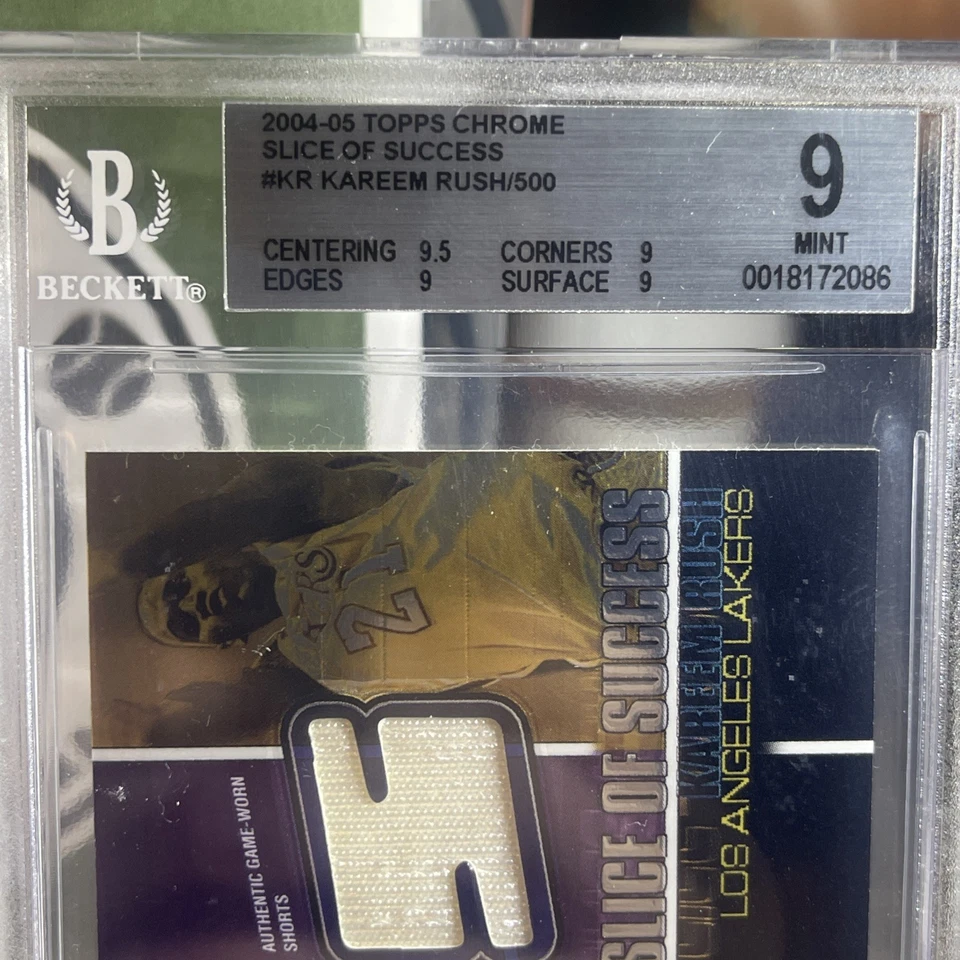 2004-05 TOPPS CHROME
SLICE OF SUCCESS
#KR KAREEM RUSH/500
CENTERING 9.5 CORNERS 9
EDGES 9 SURFACE 9
9
MINT
0018172086
B
BECKETT®
21
SLICE OF SUCCESS
KAREEM RUSH
LOS ANGELES LAKERS
AUTHENTIC GAME-WORN
SHORTS